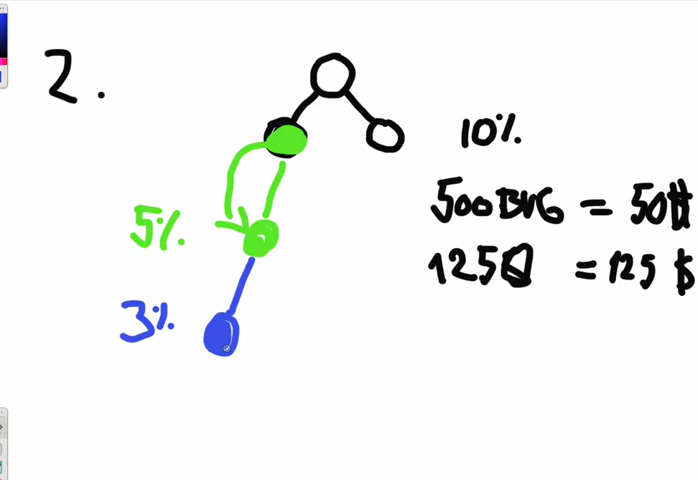 2.
10%
500 BVG = 50$
5%
125 = 125 $
3%